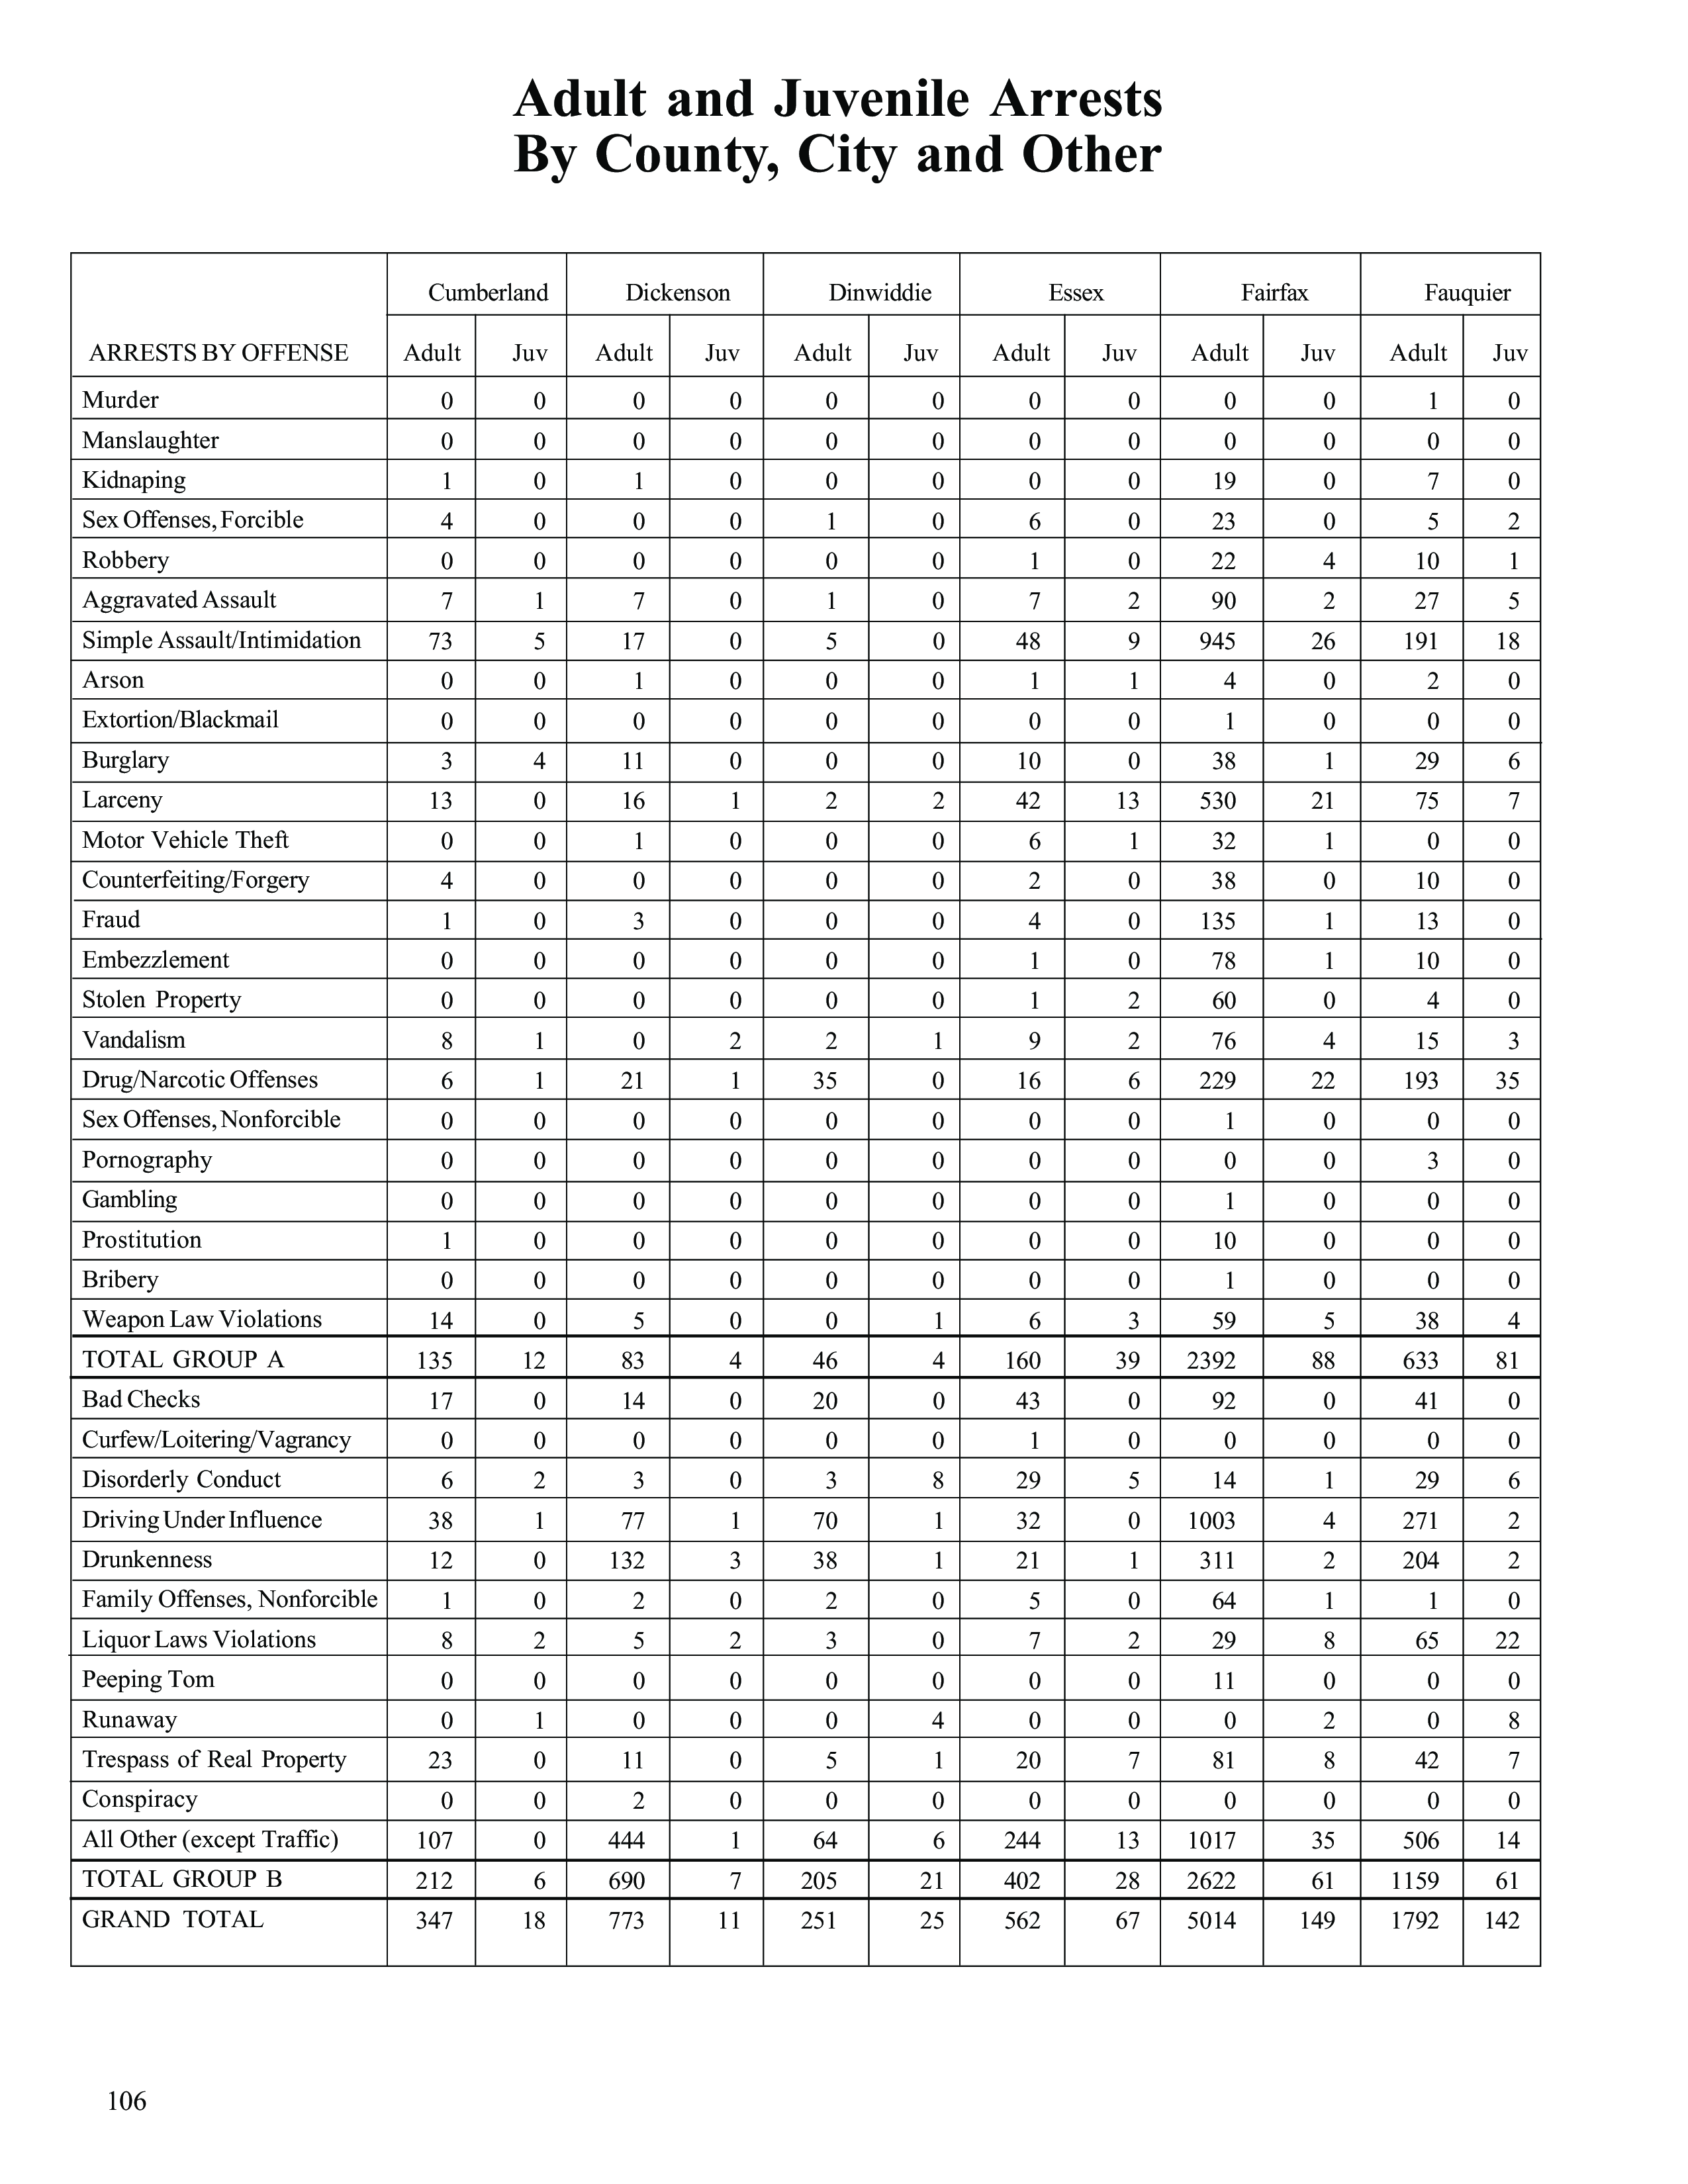 Adult and Juvenile Arrests
By County, City and Other
Cumberland Dickenson Dinwiddie Essex Fairfax Fauquier
ARRESTS BY OFFENSE Adult Juv Adult Juv Adult Juv Adult Juv Adult Juv Adult Juv
Murder 0 0 0 0 0 0 0 0 0 0 1 0
Manslaughter 0 0 0 0 0 0 0 0 0 0 0 0
Kidnaping 1 0 1 0 0 0 0 0 19 0 7 0
Sex Offenses, Forcible 4 0 0 0 1 0 6 0 23 0 5 2
Robbery 0 0 0 0 0 0 1 0 22 4 10 1
Aggravated Assault 7 1 7 0 1 0 7 2 90 2 27 5
Simple Assault/Intimidation 73 5 17 0 5 0 48 9 945 26 191 18
Arson 0 0 1 0 0 0 1 1 4 0 2 0
Extortion/Blackmail 0 0 0 0 0 0 0 0 1 0 0 0
Burglary 3 4 11 0 0 0 10 0 38 1 29 6
Larceny 13 0 16 1 2 2 42 13 530 21 75 7
Motor Vehicle Theft 0 0 1 0 0 0 6 1 32 1 0 0
Counterfeiting/Forgery 4 0 0 0 0 0 2 0 38 0 10 0
Fraud 1 0 3 0 0 0 4 0 135 1 13 0
Embezzlement 0 0 0 0 0 0 1 0 78 1 10 0
Stolen Property 0 0 0 0 0 0 1 2 60 0 4 0
Vandalism 8 1 0 2 2 1 9 2 76 4 15 3
Drug/Narcotic Offenses 6 1 21 1 35 0 16 6 229 22 193 35
Sex Offenses, Nonforcible 0 0 0 0 0 0 0 0 1 0 0 0
Pornography 0 0 0 0 0 0 0 0 0 0 3 0
Gambling 0 0 0 0 0 0 0 0 1 0 0 0
Prostitution 1 0 0 0 0 0 0 0 10 0 0 0
Bribery 0 0 0 0 0 0 0 0 1 0 0 0
Weapon Law Violations 14 0 5 0 0 1 6 3 59 5 38 4
TOTAL GROUP A 135 12 83 4 46 4 160 39 2392 88 633 81
Bad Checks 17 0 14 0 20 0 43 0 92 0 41 0
Curfew/Loitering/Vagrancy 0 0 0 0 0 0 1 0 0 0 0 0
Disorderly Conduct 6 2 3 0 3 8 29 5 14 1 29 6
Driving Under Influence 38 1 77 1 70 1 32 0 1003 4 271 2
Drunkenness 12 0 132 3 38 1 21 1 311 2 204 2
Family Offenses, Nonforcible 1 0 2 0 2 0 5 0 64 1 1 0
Liquor Laws Violations 8 2 5 2 3 0 7 2 29 8 65 22
Peeping Tom 0 0 0 0 0 0 0 0 11 0 0 0
Runaway 0 1 0 0 0 4 0 0 0 2 0 8
Trespass of Real Property 23 0 11 0 5 1 20 7 81 8 42 7
Conspiracy 0 0 2 0 0 0 0 0 0 0 0 0
All Other (except Traffic) 107 0 444 1 64 6 244 13 1017 35 506 14
TOTAL GROUP B 212 6 690 7 205 21 402 28 2622 61 1159 61
GRAND TOTAL 347 18 773 11 251 25 562 67 5014 149 1792 142
106